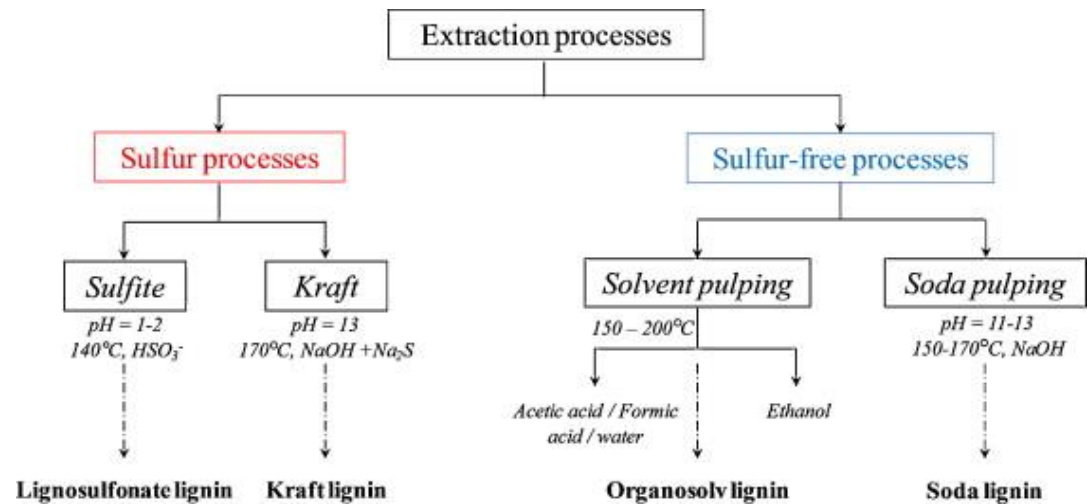 Extraction processes
Sulfur processes
Sulfur-free processes
Sulfite
pH = 1-2
140°C, HSO₃⁻
Kraft
pH = 13
170°C, NaOH +Na₂S
Solvent pulping
150 – 200°C
Soda pulping
pH = 11-13
150-170°C, NaOH
Acetic acid / Formic
acid / water
Ethanol
Lignosulfonate lignin
Kraft lignin
Organosolv lignin
Soda lignin